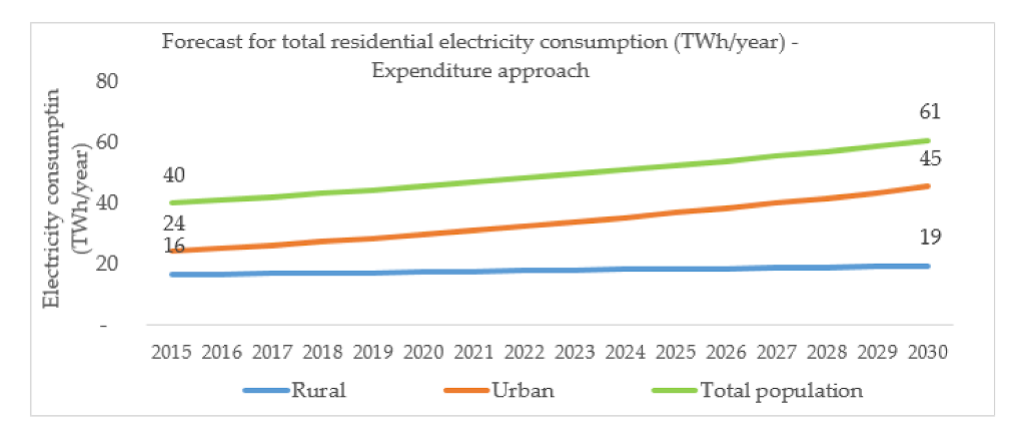 Forecast for total residential electricity consumption (TWh/year) -
Expenditure approach
Electricity consumptin
(TWh/year)
80
60
40
20
-
40
24
16
61
45
19
2015 2016 2017 2018 2019 2020 2021 2022 2023 2024 2025 2026 2027 2028 2029 2030
Rural Urban Total population